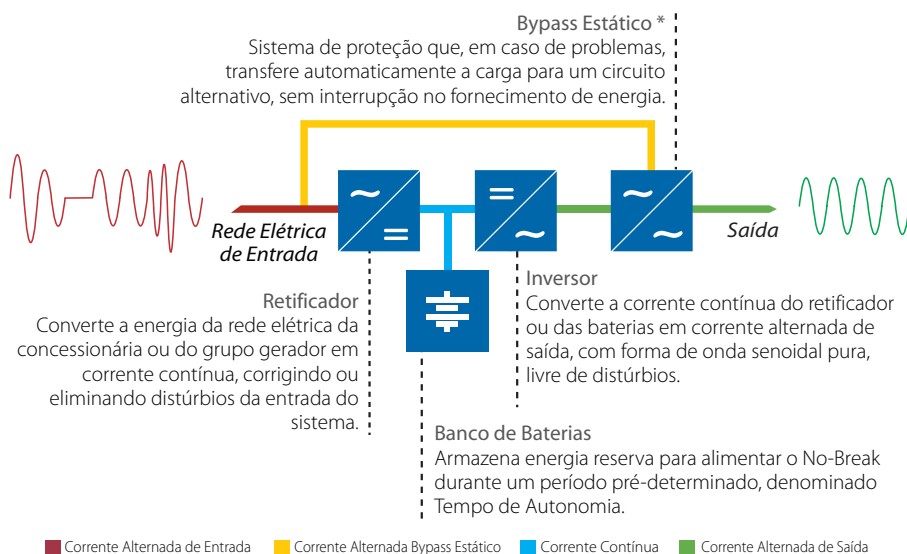 Bypass Estático *
Sistema de proteção que, em caso de problemas,
transfere automaticamente a carga para um circuito
alternativo, sem interrupção no fornecimento de energia.
Rede Elétrica
de Entrada
Saída
Retificador
Converte a energia da rede elétrica da
concessionária ou do grupo gerador em
corrente contínua, corrigindo ou
eliminando distúrbios da entrada do
sistema.
Inversor
Converte a corrente contínua do retificador
ou das baterias em corrente alternada de
saída, com forma de onda senoidal pura,
livre de distúrbios.
Banco de Baterias
Armazena energia reserva para alimentar o No-Break
durante um período pré-determinado, denominado
Tempo de Autonomia.
Corrente Alternada de Entrada
Corrente Alternada Bypass Estático
Corrente Contínua
Corrente Alternada de Saída